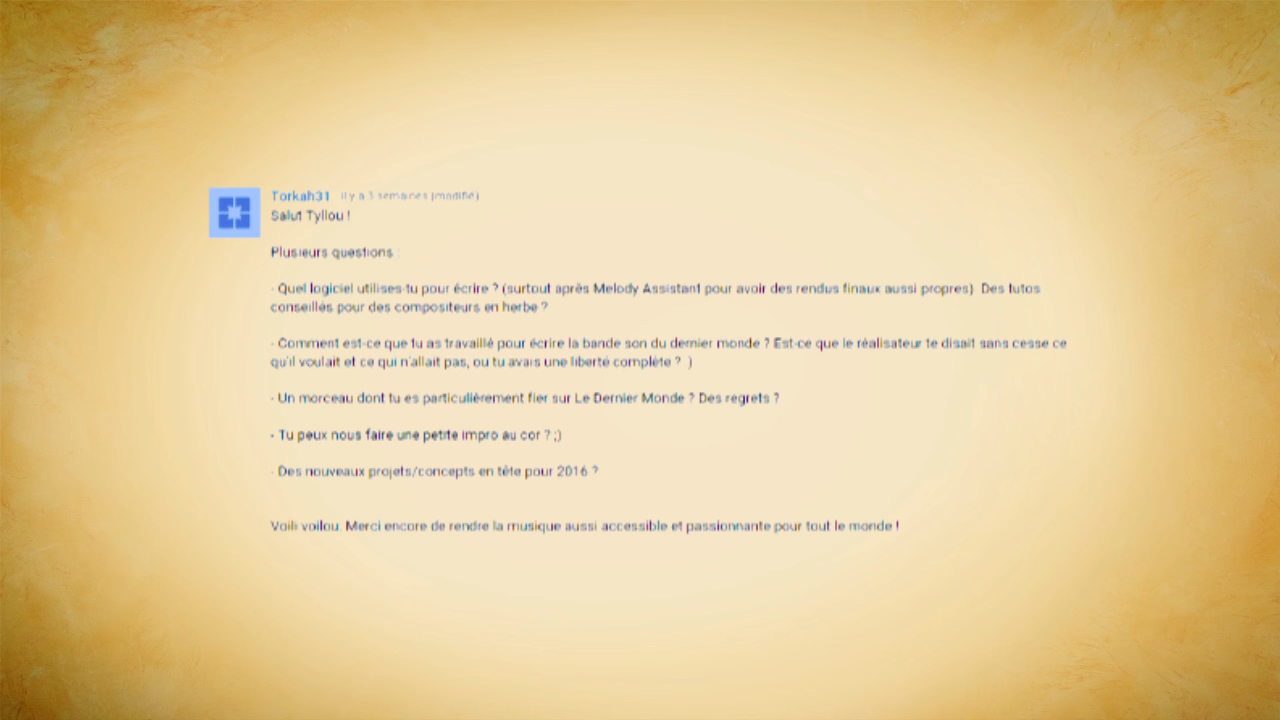 Torkah31 il y a 3 semaines (modifié)
Salut Tyllou !
Plusieurs questions :
- Quel logiciel utilises-tu pour écrire ? (surtout après Melody Assistant pour avoir des rendus finaux aussi propres) Des tutos
conseillés pour des compositeurs en herbe ?
- Comment est-ce que tu as travaillé pour écrire la bande son du dernier monde ? Est-ce que le réalisateur te disait sans cesse ce
qu'il voulait et ce qui n'allait pas, ou tu avais une liberté complète ? ;)
- Un morceau dont tu es particulièrement fier sur Le Dernier Monde ? Des regrets ?
- Tu peux nous faire une petite impro au cor ? ;)
- Des nouveaux projets/concepts en tête pour 2016 ?
Voili voilou. Merci encore de rendre la musique aussi accessible et passionnante pour tout le monde !